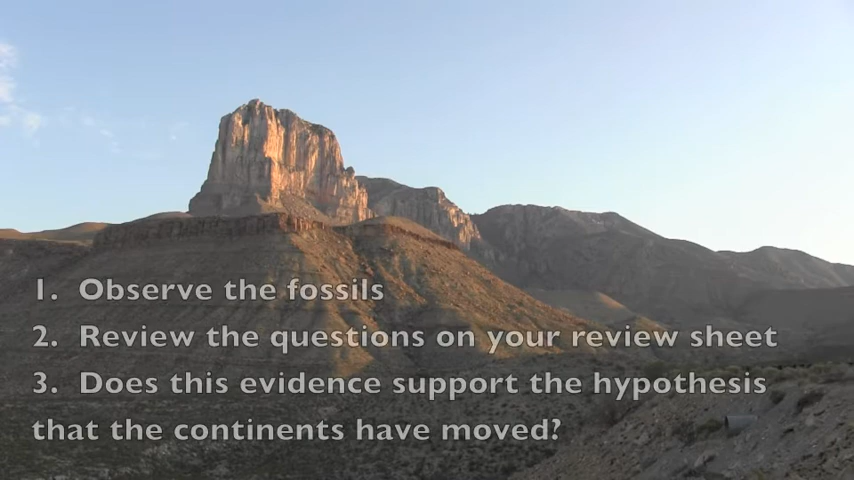 1. Observe the fossils
2. Review the questions on your review sheet
3. Does this evidence support the hypothesis
that the continents have moved?